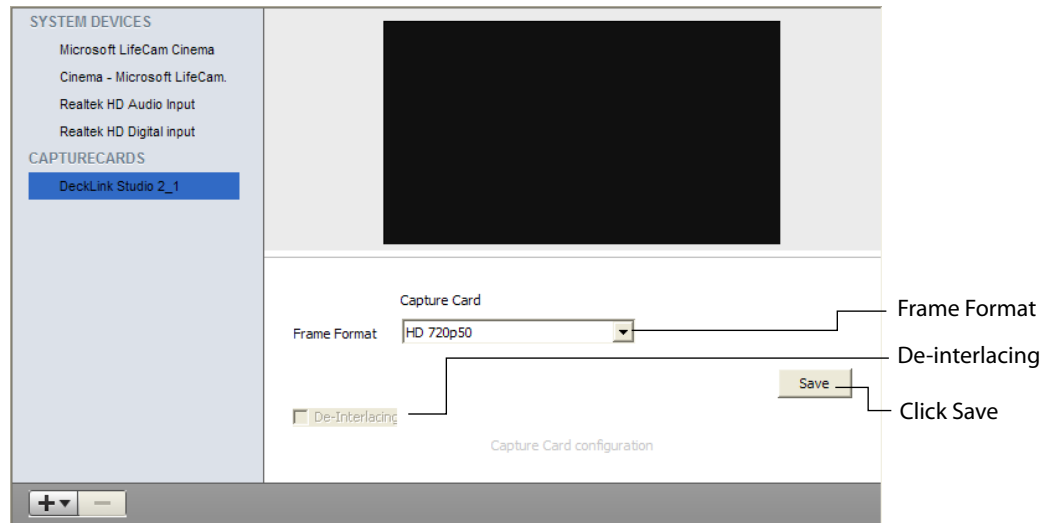 SYSTEM DEVICES
Microsoft LifeCam Cinema
Cinema - Microsoft LifeCam.
Realtek HD Audio Input
Realtek HD Digital input
CAPTURECARDS
DeckLink Studio 2_1
Capture Card
Frame Format
HD 720p50
Save
De-Interlacing
Capture Card configuration
Frame Format
De-interlacing
Click Save